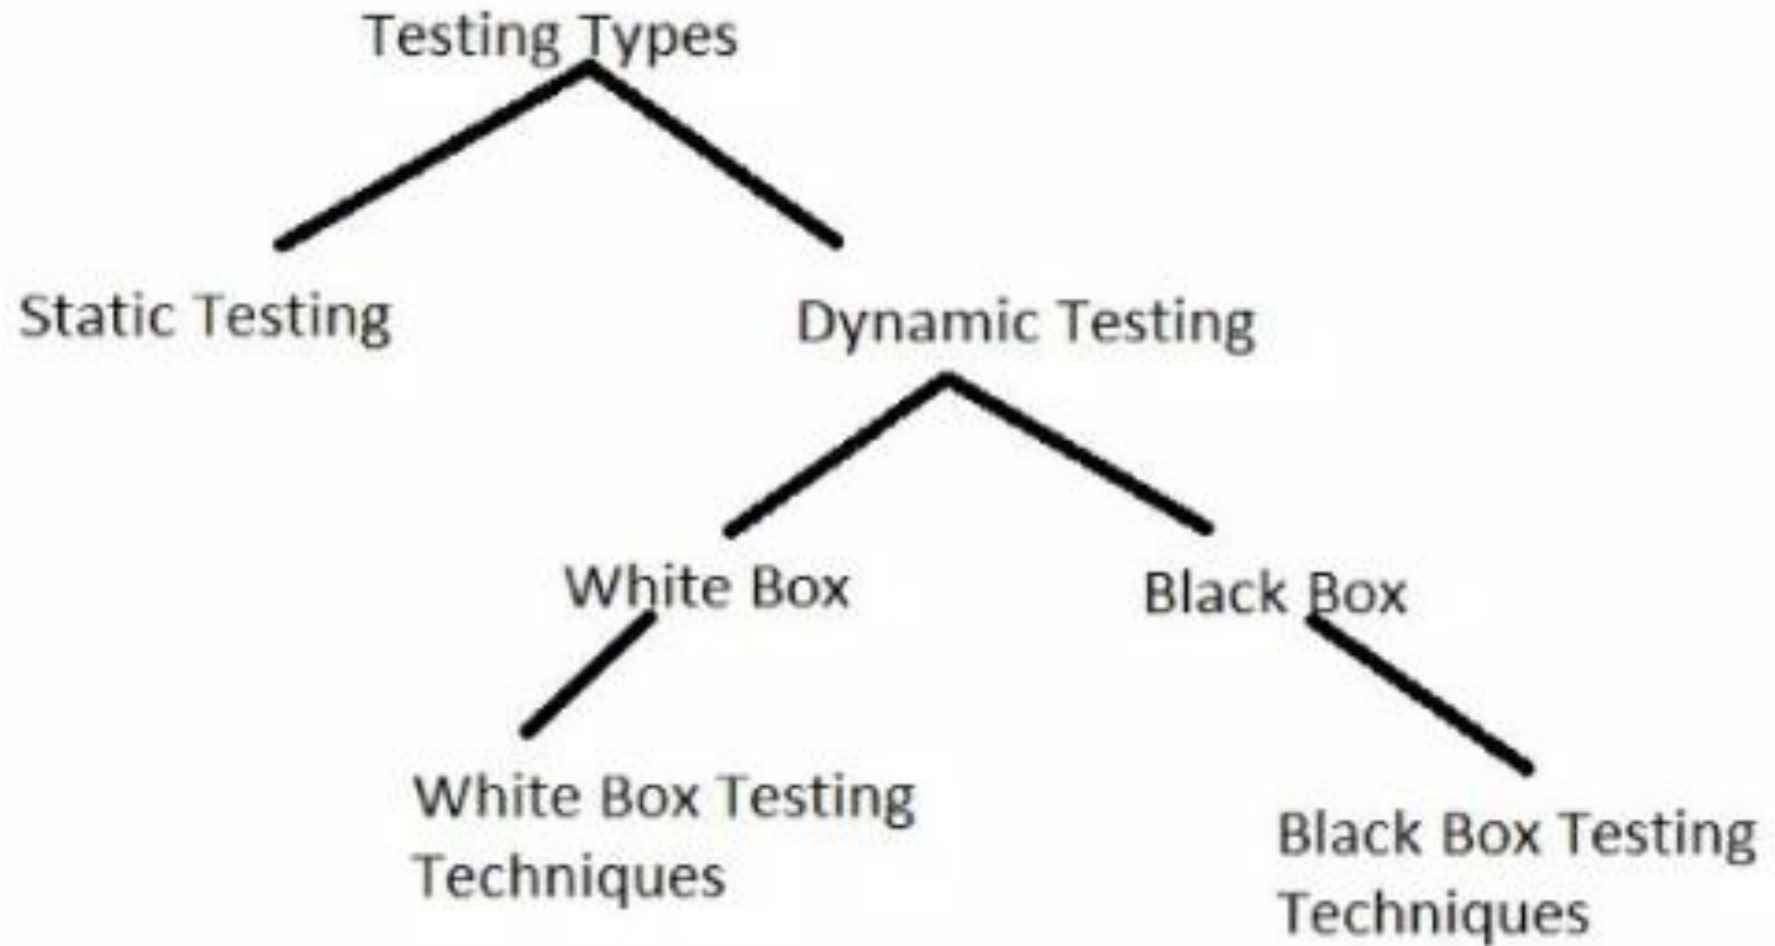 Testing Types
Static Testing
Dynamic Testing
White Box
Black Box
White Box Testing
Techniques
Black Box Testing
Techniques